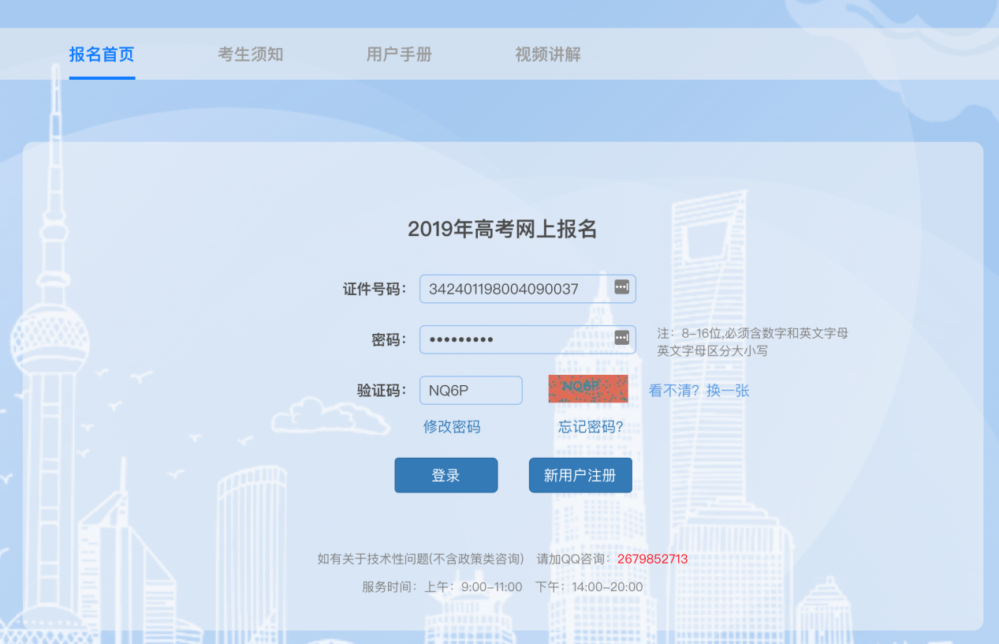 报名首页 考生须知 用户手册 视频讲解
2019年高考网上报名
证件号码： 342401198004090037
密码： •••••••••
注：8-16位,必须含数字和英文字母
英文字母区分大小写
验证码： NQ6P NQ6P 看不清？换一张
修改密码 忘记密码?
登录 新用户注册
如有关于技术性问题(不含政策类咨询) 请加QQ咨询：2679852713
服务时间：上午：9:00-11:00 下午：14:00-20:00